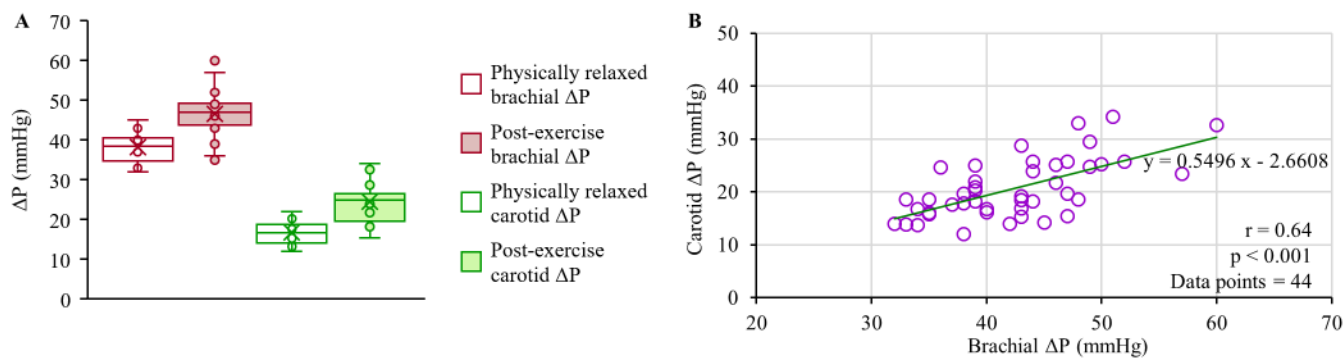 A
70
60
50
40
30
20
10
0
ΔP (mmHg)
Physically relaxed
brachial ΔP
Post-exercise
brachial ΔP
Physically relaxed
carotid ΔP
Post-exercise
carotid ΔP
B
50
40
30
20
10
0
Carotid ΔP (mmHg)
y = 0.5496 x - 2.6608
r = 0.64
p < 0.001
Data points = 44
20 30 40 50 60 70
Brachial ΔP (mmHg)